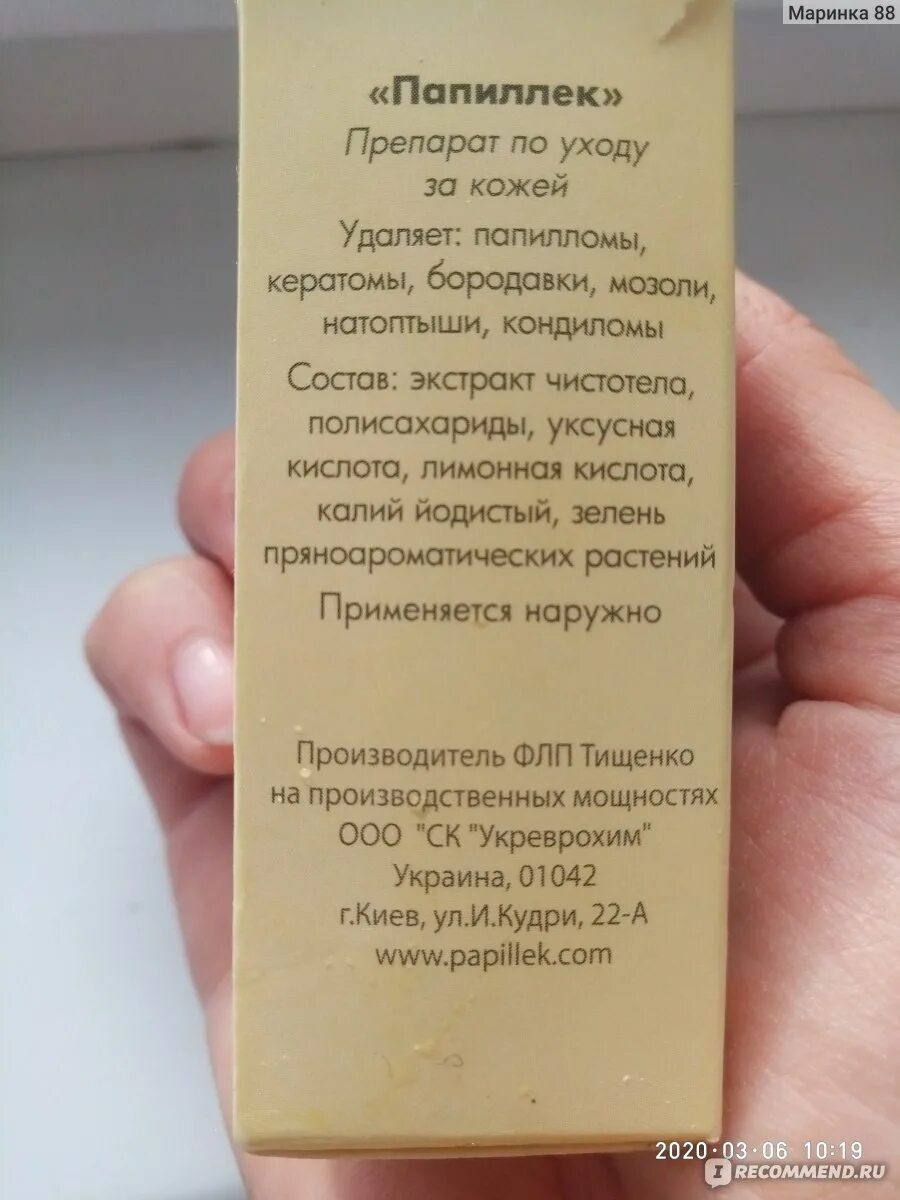 Маринка 88
«Папиллек»
Препарат по уходу
за кожей
Удаляет: папилломы,
кератомы, бородавки, мозоли,
натоптыши, кондиломы
Состав: экстракт чистотела,
полисахариды, уксусная
кислота, лимонная кислота,
калий йодистый, зелень
пряноароматических растений
Применяется наружно
Производитель ФЛП Тищенко
на производственных мощностях
ООО "СК "Укреврохим"
Украина, 01042
г.Киев, ул.И.Кудри, 22-А
www.papillek.com
2020·03·06 10:19
IRECOMMEND.RU